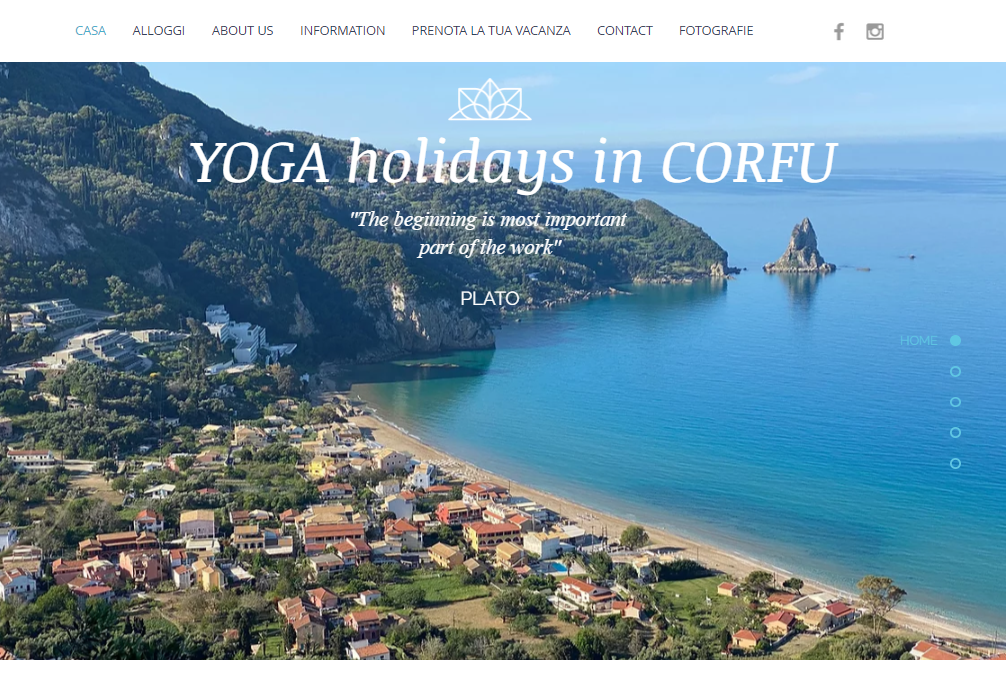 CASA ALLOGGI ABOUT US INFORMATION PRENOTA LA TUA VACANZA CONTACT FOTOGRAFIE
YOGA holidays in CORFU
"The beginning is most important
part of the work"
PLATO
HOME